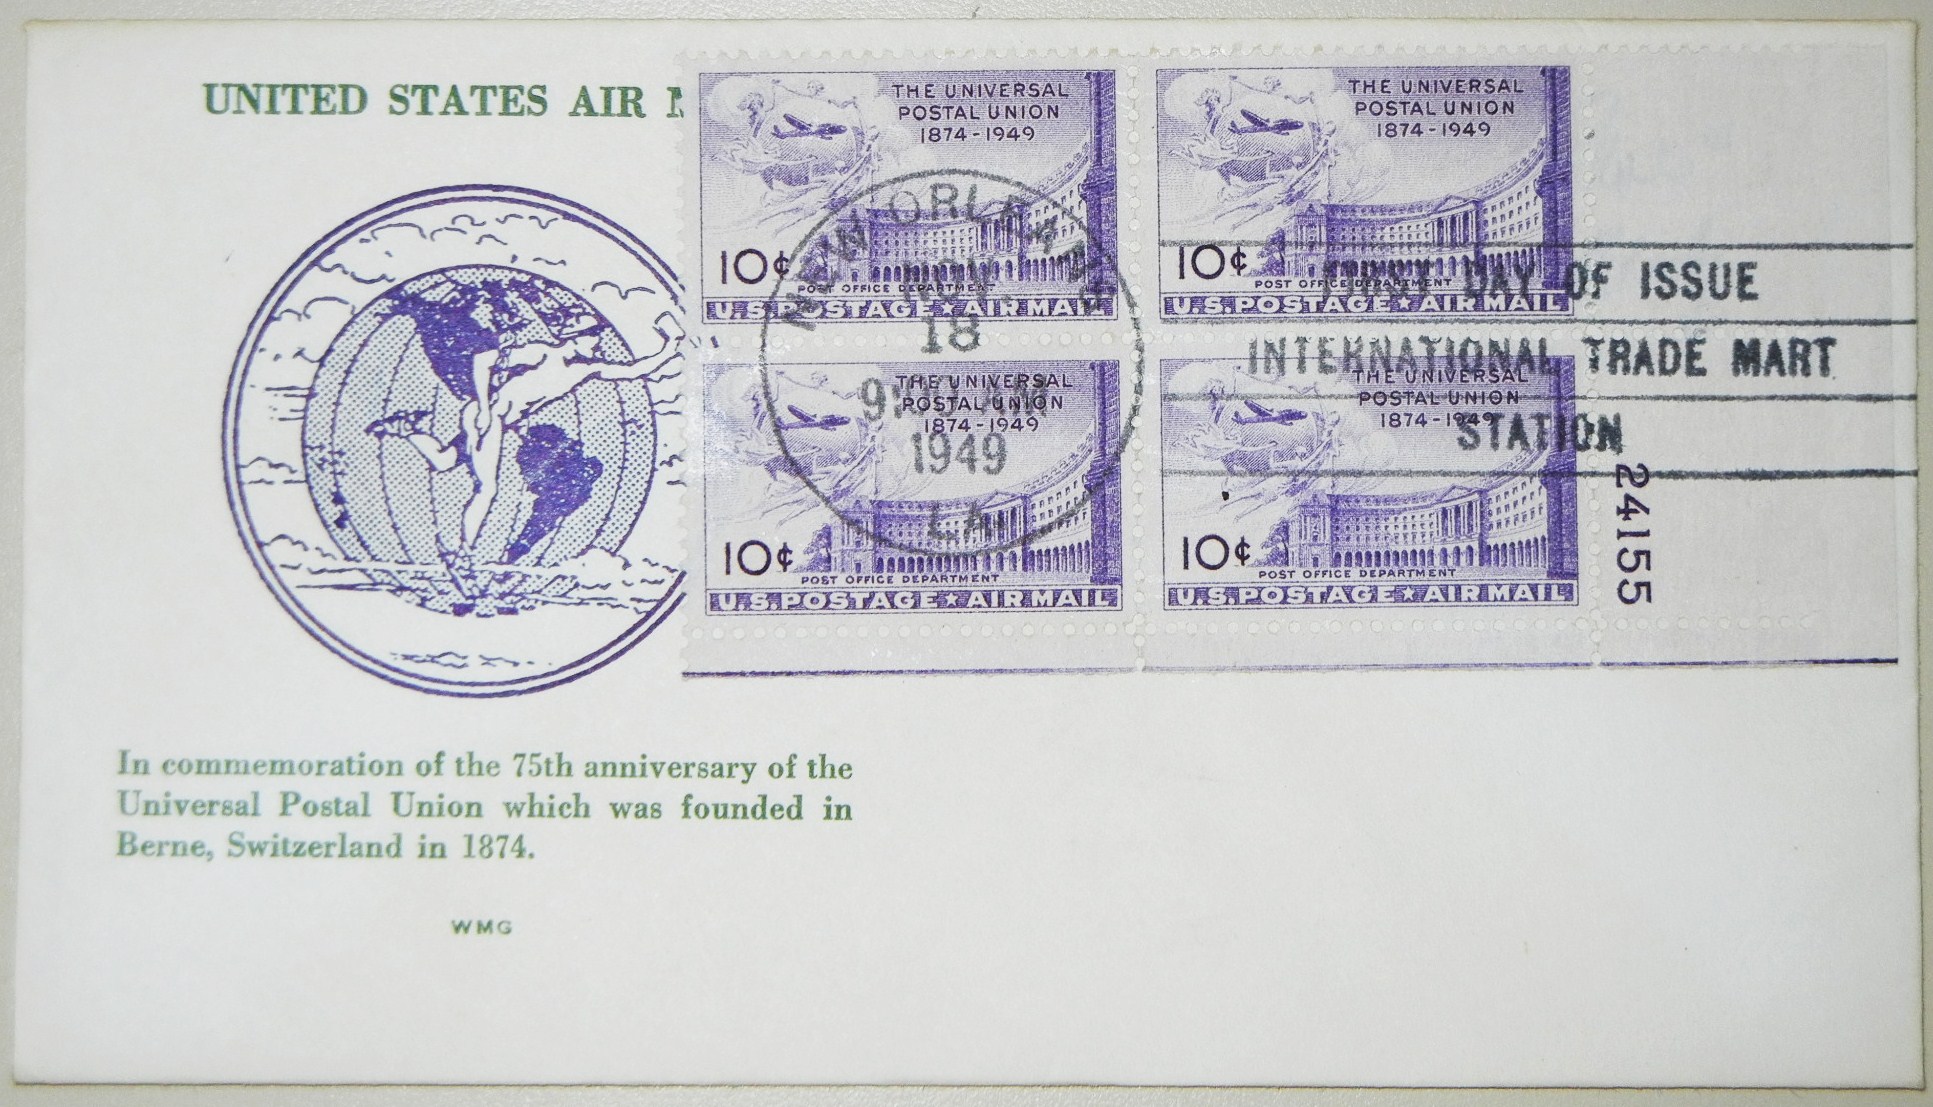 UNITED STATES AIR
THE UNIVERSAL
POSTAL UNION
1874-1949
10¢
POST OFFICE DEPARTMENT
U.S. POSTAGE ★ AIR MAIL
THE UNIVERSAL
POSTAL UNION
1874-1949
10¢
POST OFFICE DEPARTMENT
U.S. POSTAGE ★ AIR MAIL
THE UNIVERSAL
POSTAL UNION
1874-1949
10¢
POST OFFICE DEPARTMENT
U.S. POSTAGE ★ AIR MAIL
THE UNIVERSAL
POSTAL UNION
1874-1949
10¢
POST OFFICE DEPARTMENT
U.S. POSTAGE ★ AIR MAIL
NEW ORLEANS
NOV
18
1949
LA.
FIRST DAY OF ISSUE
INTERNATIONAL TRADE MART
STATION
24155
In commemoration of the 75th anniversary of the
Universal Postal Union which was founded in
Berne, Switzerland in 1874.
WMG